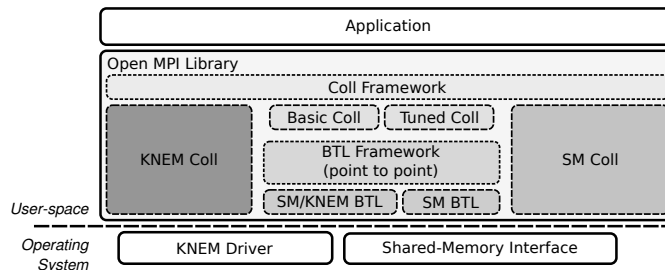 Application
Open MPI Library
Coll Framework
Basic Coll
Tuned Coll
KNEM Coll
BTL Framework
(point to point)
SM Coll
SM/KNEM BTL
SM BTL
User-space
Operating
System
KNEM Driver
Shared-Memory Interface